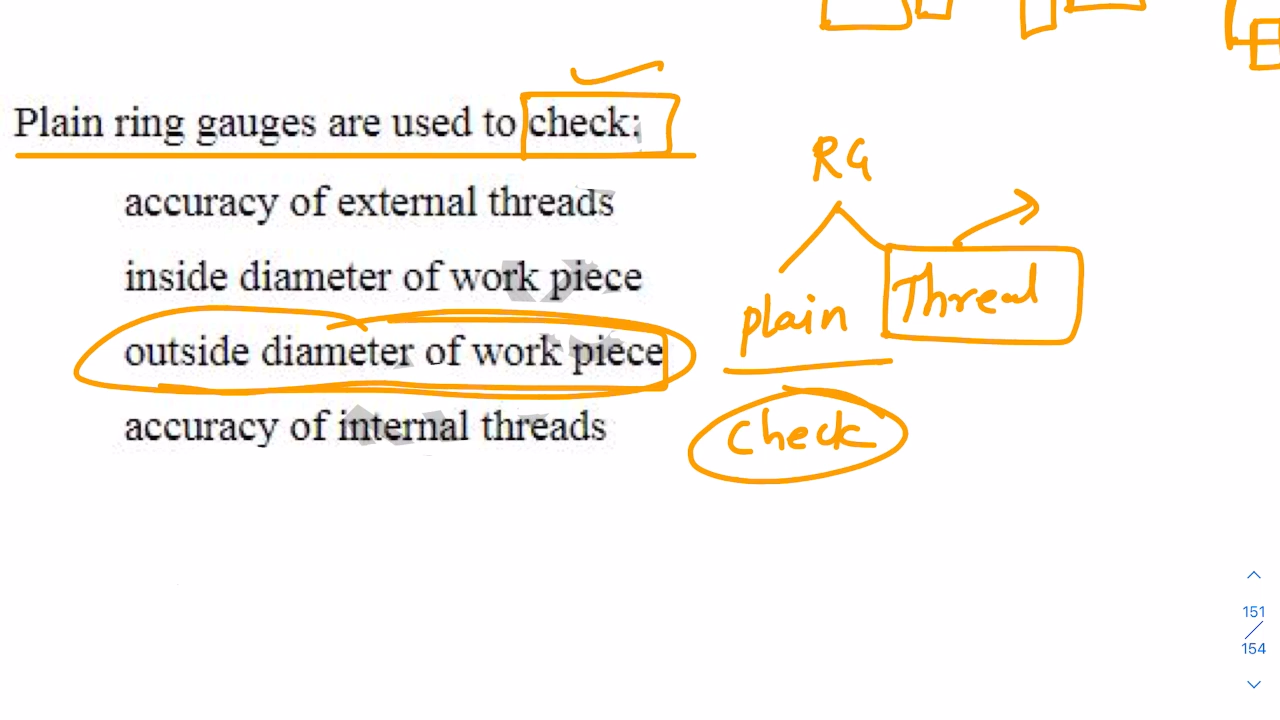 Plain ring gauges are used to check:
accuracy of external threads
inside diameter of work piece
outside diameter of work piece
accuracy of internal threads
RG
plain
Thread
check
151
154